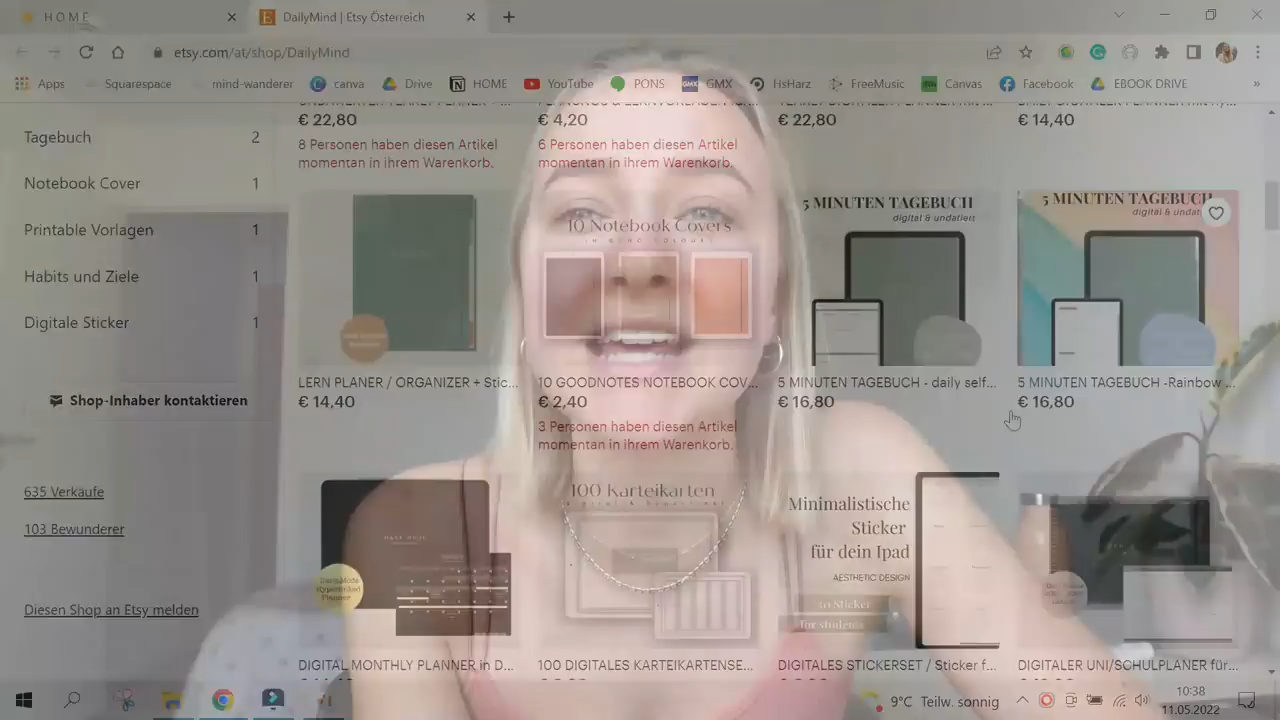 HOME
DailyMind | Etsy Österreich
etsy.com/at/shop/DailyMind
Apps
Squarespace
mind-wanderer
canva
Drive
HOME
YouTube
PONS
GMX
HsHarz
FreeMusic
Canvas
Facebook
EBOOK DRIVE
»
Tagebuch 2
Notebook Cover 1
Printable Vorlagen 1
Habits und Ziele 1
Digitale Sticker 1
Shop-Inhaber kontaktieren
635 Verkäufe
103 Bewunderer
Diesen Shop an Etsy melden
€ 22,80
8 Personen haben diesen Artikel
momentan in ihrem Warenkorb.
€ 4,20
6 Personen haben diesen Artikel
momentan in ihrem Warenkorb.
€ 22,80
€ 14,40
LERN PLANER / ORGANIZER + Stic...
€ 14,40
10 Notebook Covers
10 GOODNOTES NOTEBOOK COV...
€ 2,40
3 Personen haben diesen Artikel
momentan in ihrem Warenkorb.
5 MINUTEN TAGEBUCH
digital & undatiert
5 MINUTEN TAGEBUCH - daily self...
€ 16,80
5 MINUTEN TAGEBUCH
digital & undat
5 MINUTEN TAGEBUCH -Rainbow ...
€ 16,80
DIGITAL MONTHLY PLANNER in D...
100 Karteikarten
100 DIGITALES KARTEIKARTENSE...
Minimalistische
Sticker
für dein Ipad
AESTHETIC DESIGN
DIGITALES STICKERSET / Sticker f...
DIGITALER UNI/SCHULPLANER für...
9°C Teilw. sonnig
10:38
11.05.2022